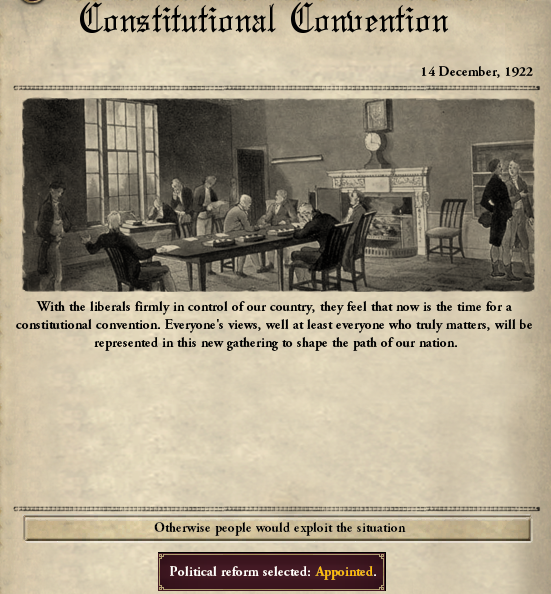 Constitutional Convention
14 December, 1922
With the liberals firmly in control of our country, they feel that now is the time for a
constitutional convention. Everyone's views, well at least everyone who truly matters, will be
represented in this new gathering to shape the path of our nation.
Otherwise people would exploit the situation
Political reform selected: Appointed.